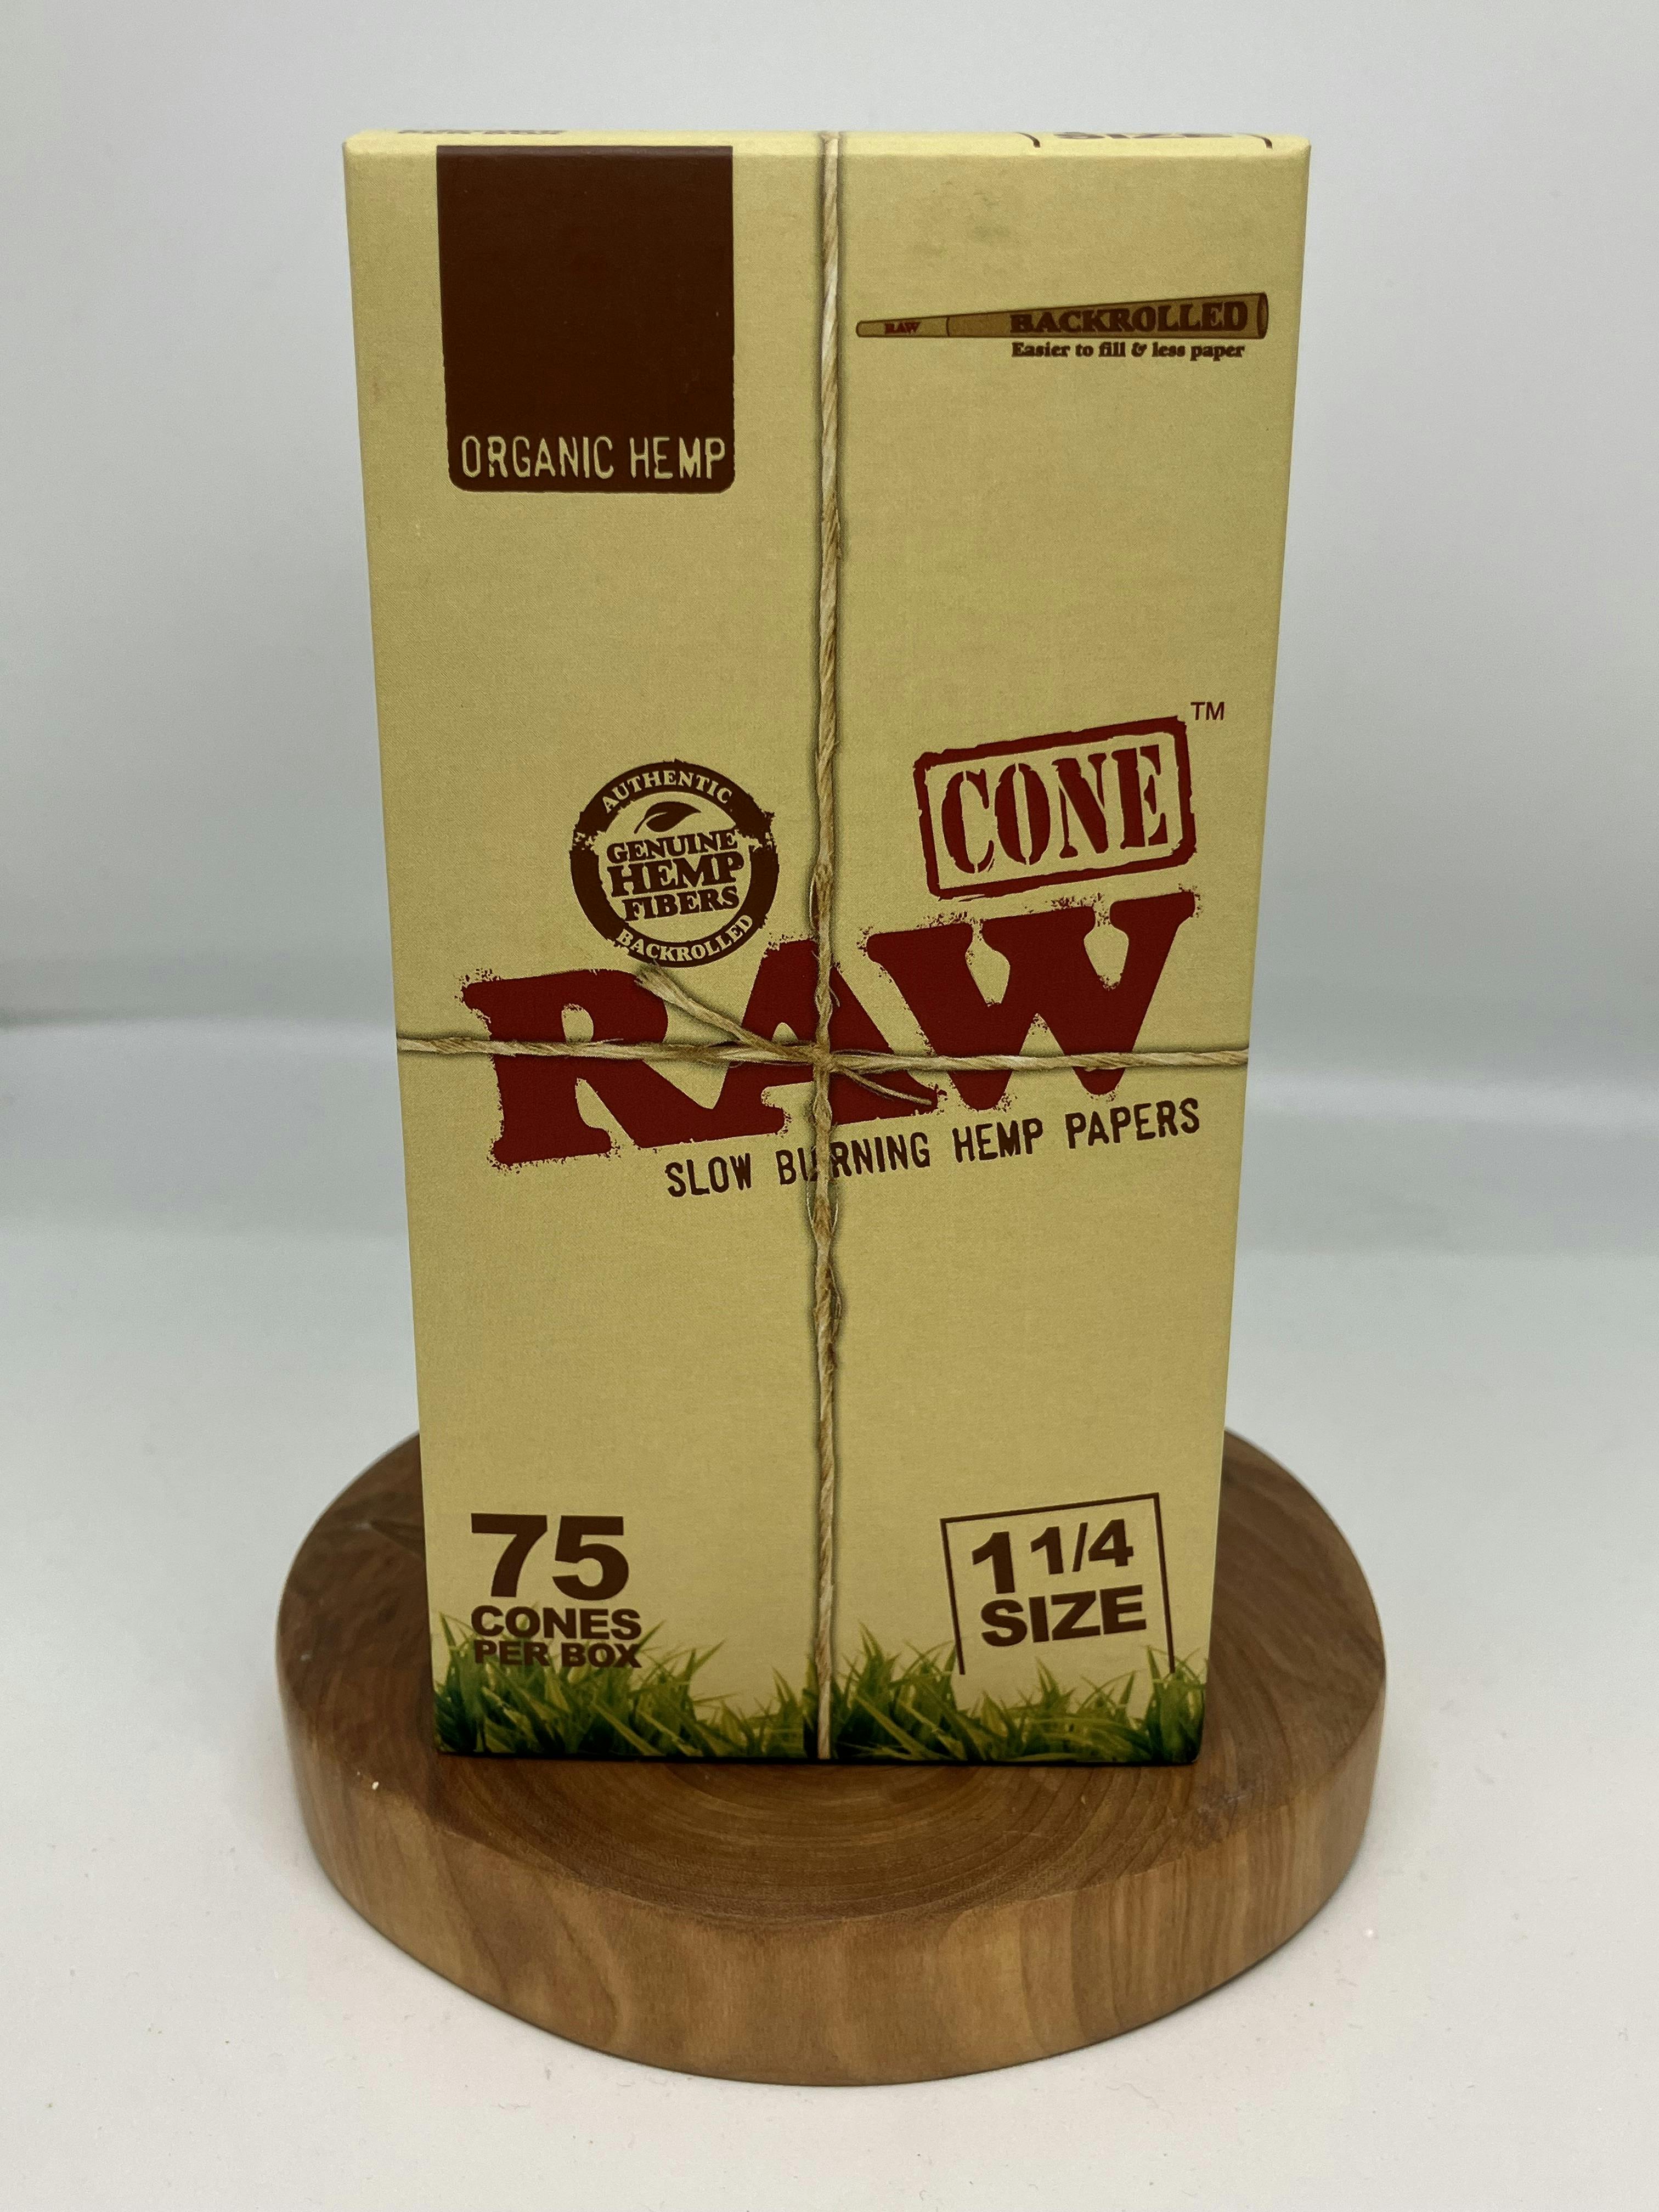 SIZE
ORGANIC HEMP
RAW
BACKROLLED
Easier to fill & less paper
CONE
TM
AUTHENTIC
GENUINE
HEMP
FIBERS
BACKROLLED
RAW
SLOW BURNING HEMP PAPERS
75
CONES
PER BOX
1 1/4
SIZE